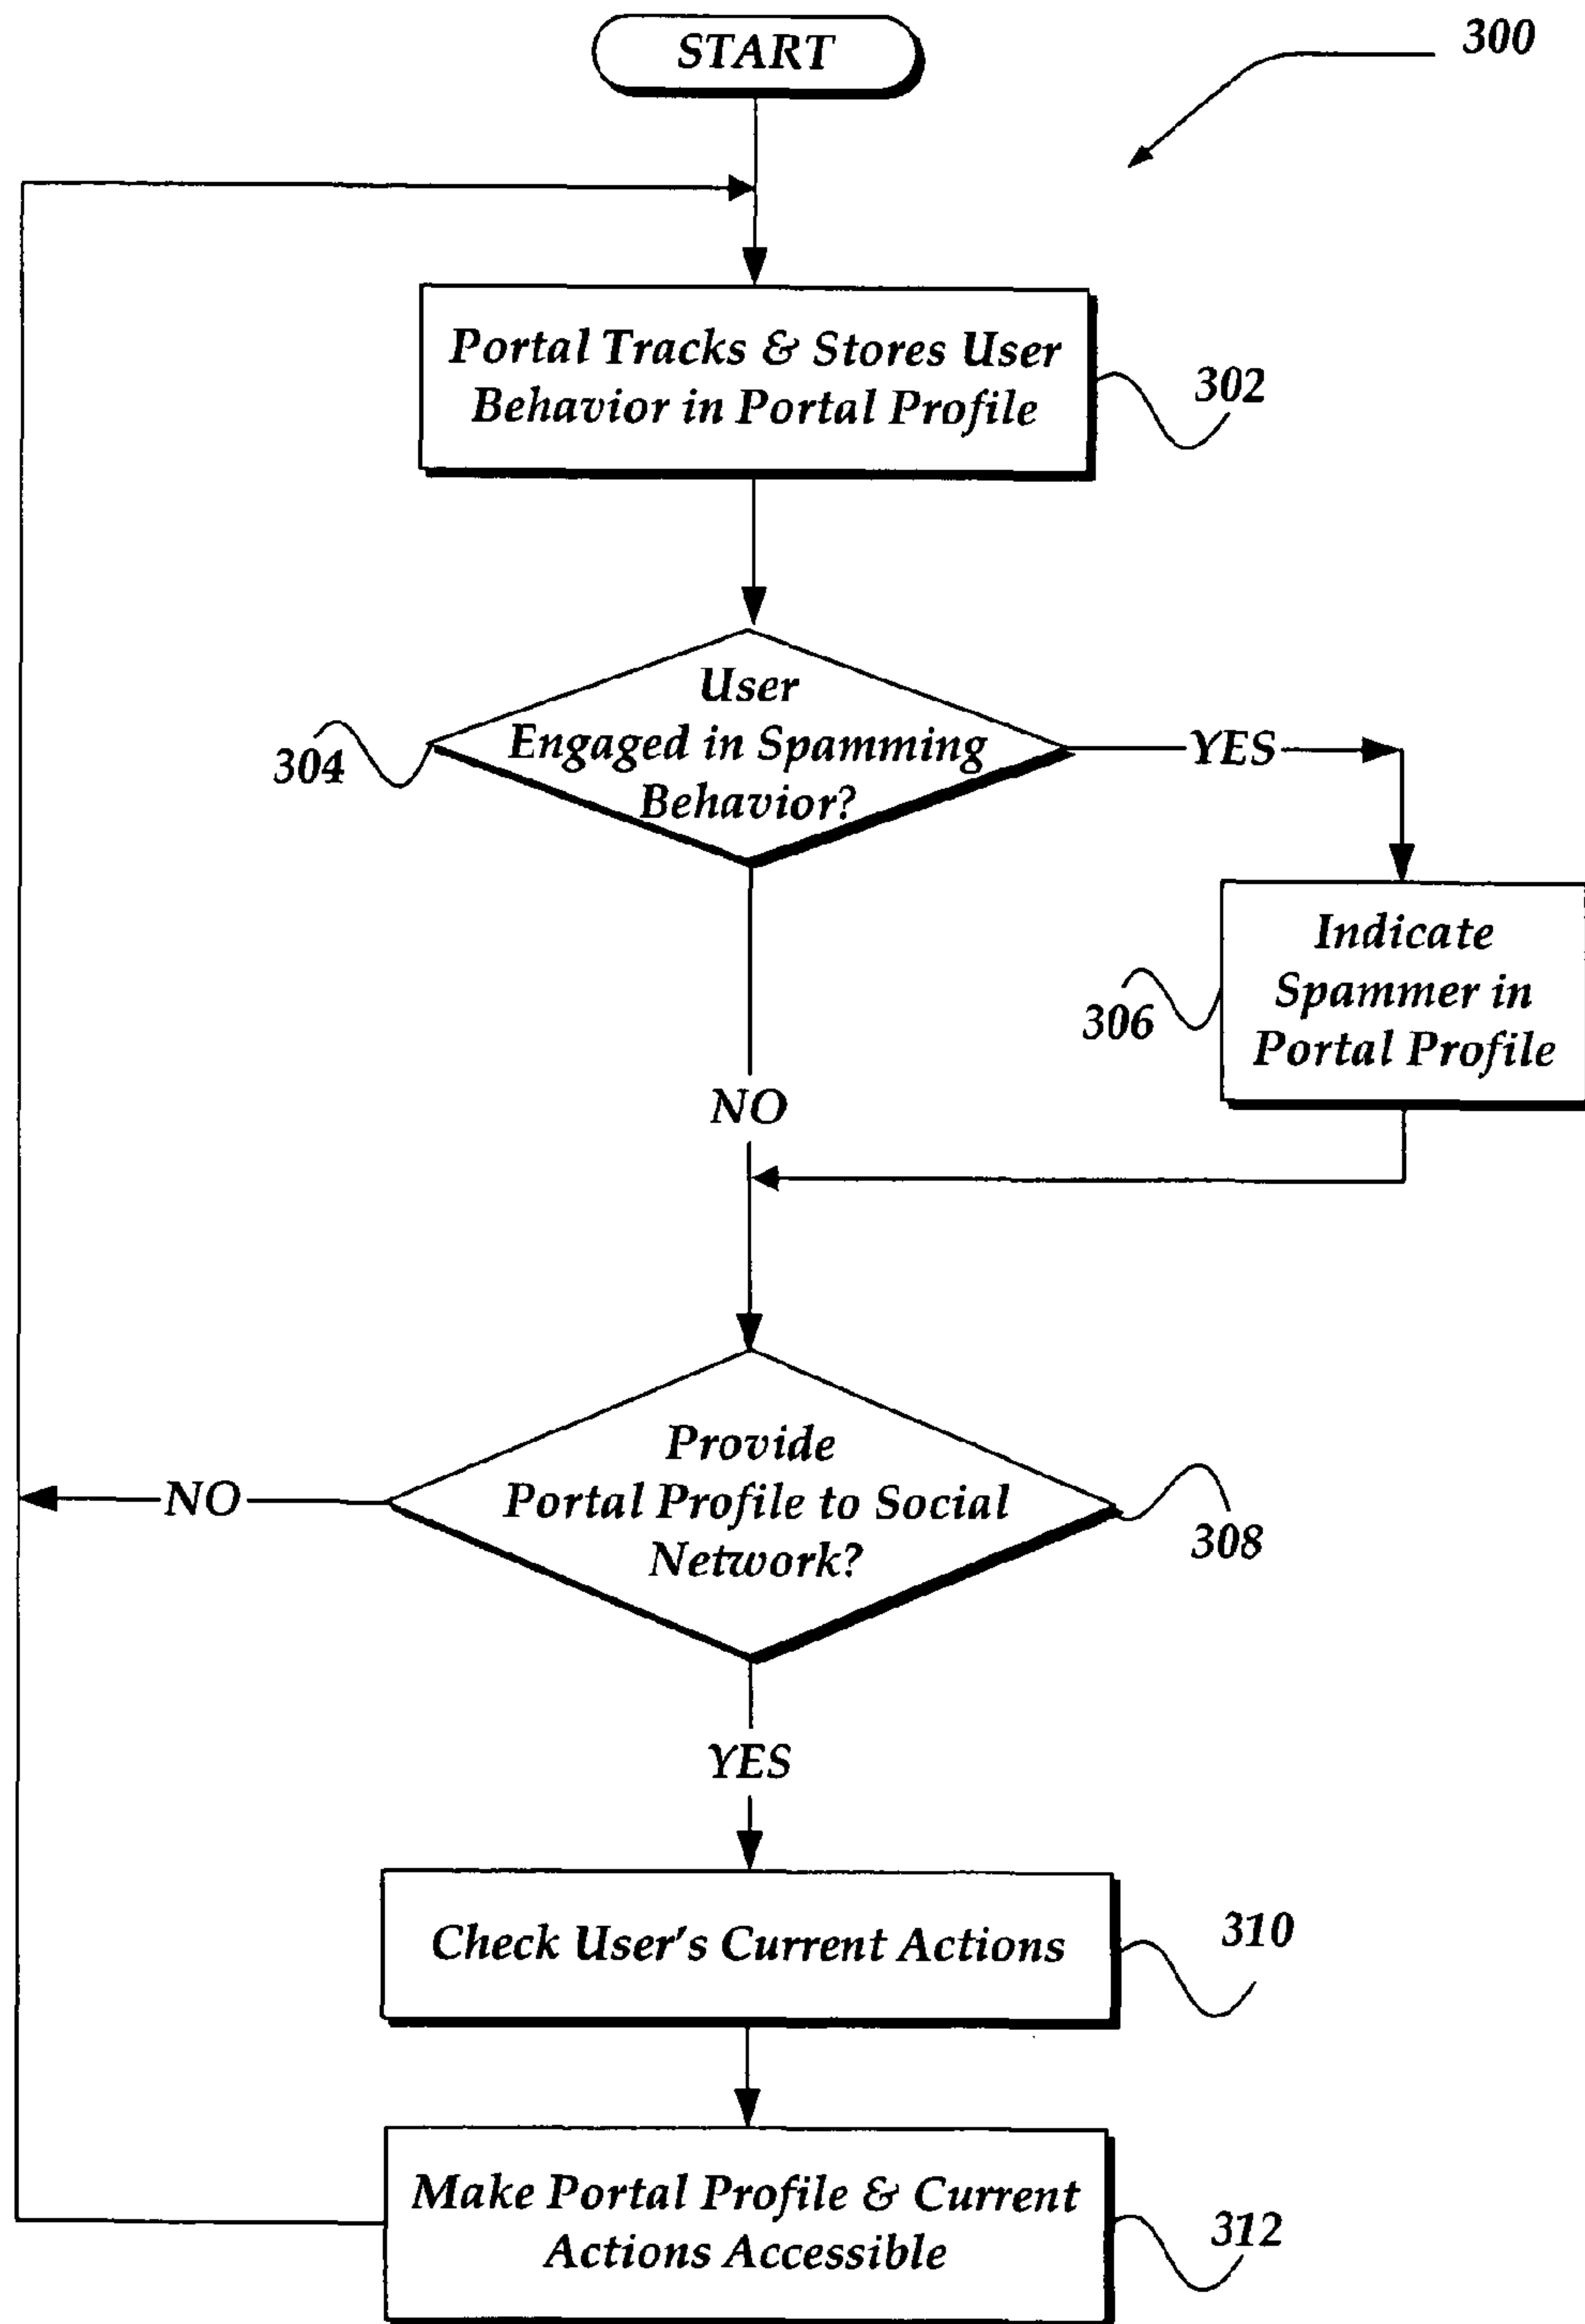 START
300
Portal Tracks & Stores User
Behavior in Portal Profile
302
User
Engaged in Spamming
Behavior?
304
YES
Indicate
Spammer in
Portal Profile
306
NO
Provide
Portal Profile to Social
Network?
NO
308
YES
Check User's Current Actions
310
Make Portal Profile & Current
Actions Accessible
312